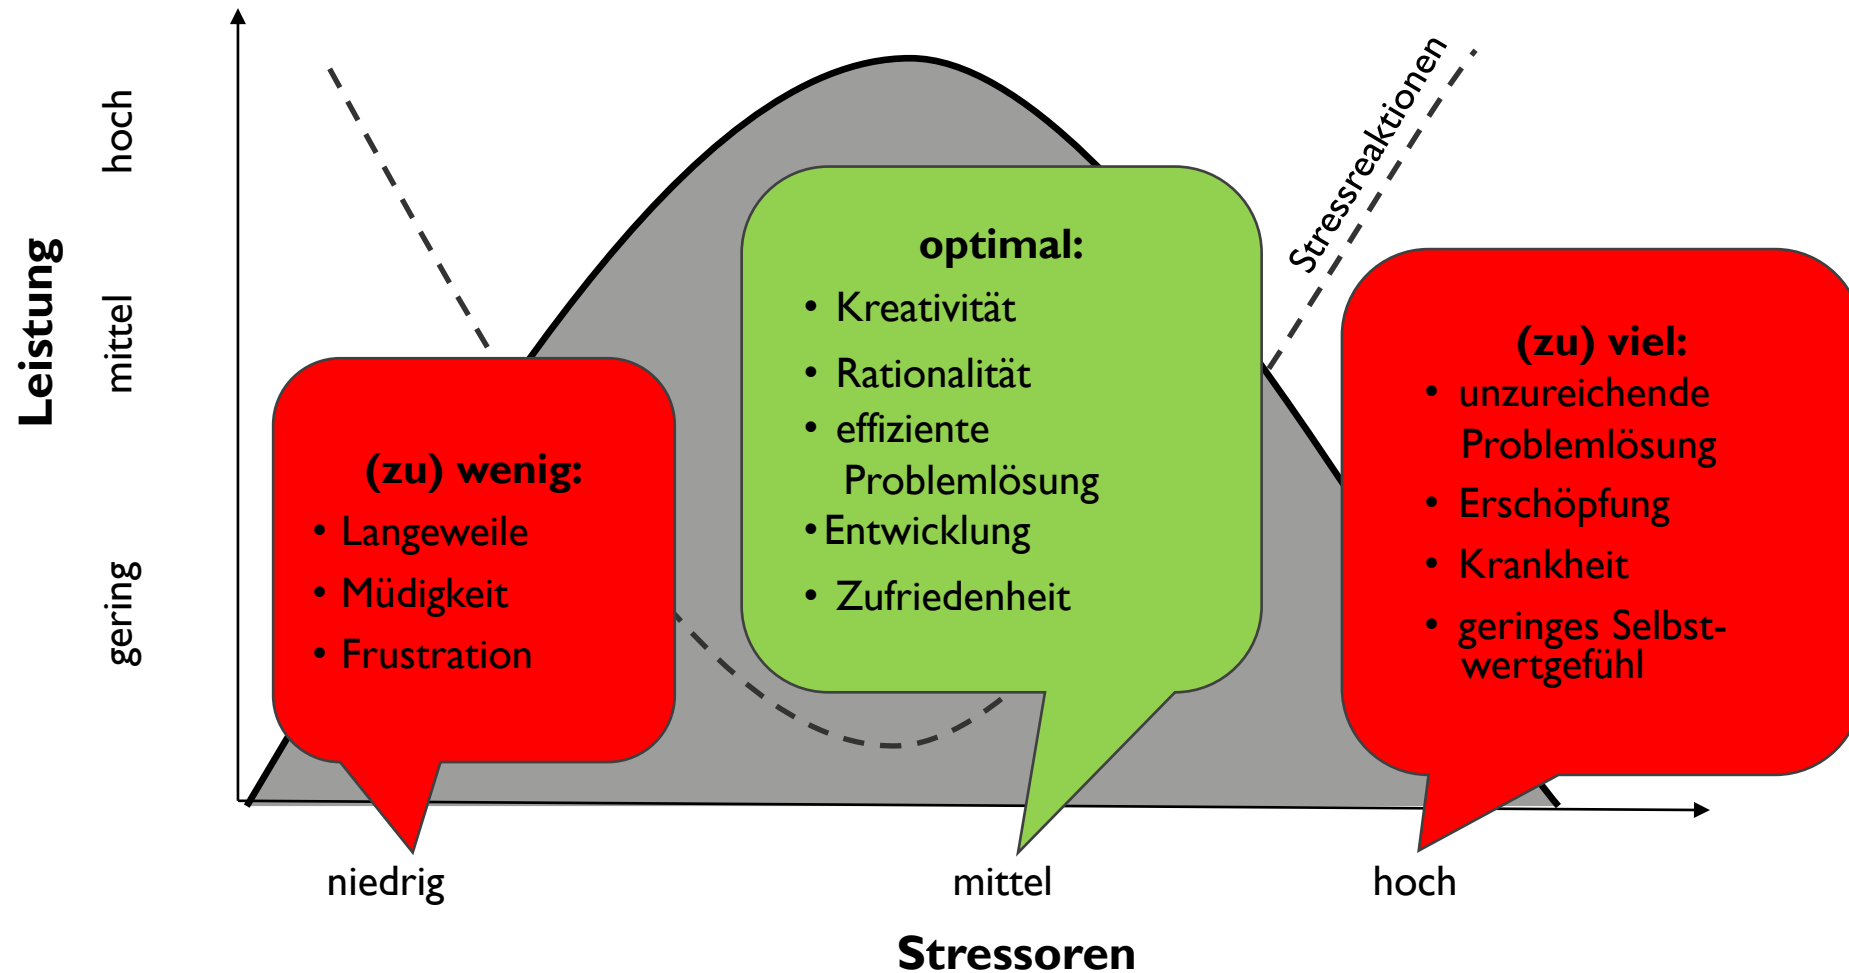 Leistung
hoch
mittel
gering
Stressreaktionen
(zu) wenig:
• Langeweile
• Müdigkeit
• Frustration
optimal:
• Kreativität
• Rationalität
• effiziente
Problemlösung
• Entwicklung
• Zufriedenheit
(zu) viel:
• unzureichende
Problemlösung
• Erschöpfung
• Krankheit
• geringes Selbst-
wertgefühl
niedrig
mittel
hoch
Stressoren